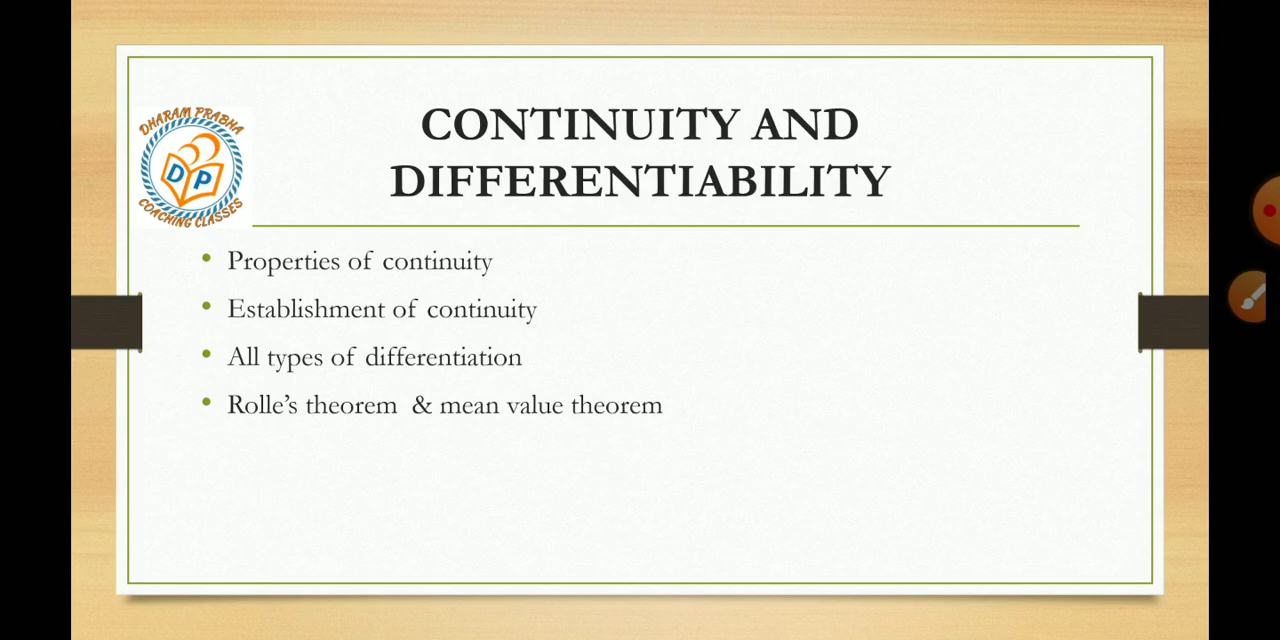 DHARAM PRABHA
D P
COACHING CLASSES
CONTINUITY AND
DIFFERENTIABILITY
• Properties of continuity
• Establishment of continuity
• All types of differentiation
• Rolle’s theorem & mean value theorem